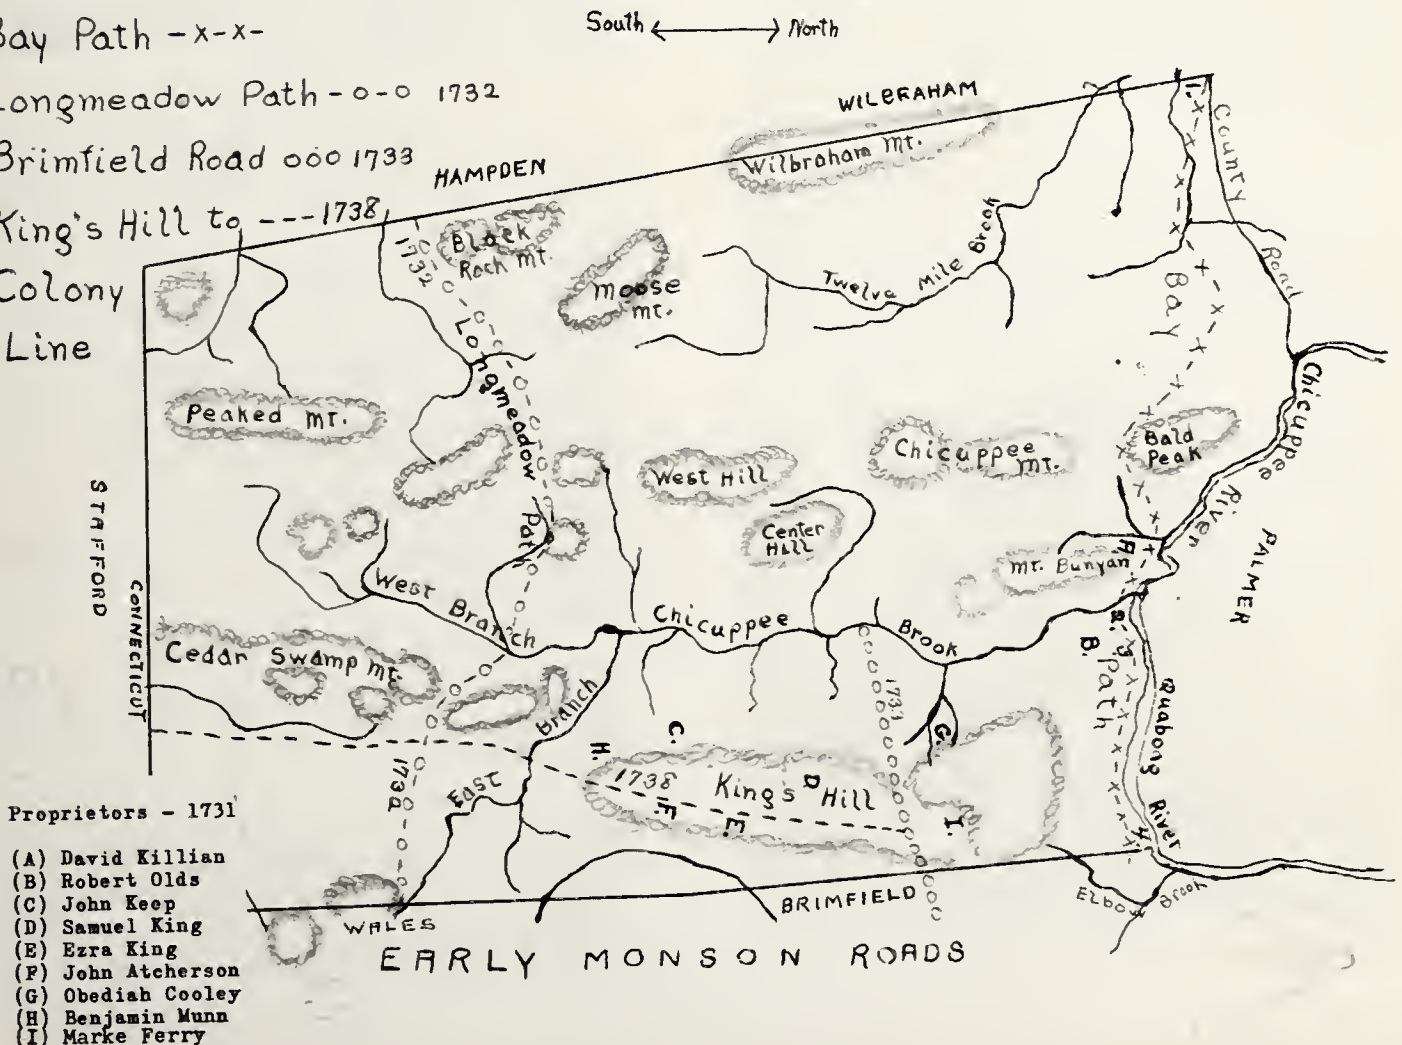 Bay Path -x-x-
Longmeadow Path -o-o 1732
Brimfield Road ooo 1733
King's Hill to --- 1738
Colony
Line
South North
WILBRAHAM
HAMPDEN
Wilbraham Mt.
Black
Rock Mt.
Moose
mt.
Twelve Mile Brook
County Road
1.
Bay
1732
Longmeadow Path
Peaked MT.
West Hill
Chicuppee
Mt.
Bald
Peak
Chicuppee River
PALMER
Center
Hill
Mt. Bunyan
A.
STAFFORD
CONNECTICUT
West Branch
Chicuppee Brook
2.
3.
B.
Path
Quabong River
Cedar Swamp mt.
East Branch
C.
H.
1738
King's Hill
D
F.
E.
1733
G.
I.
4.
1732
WALES
BRIMFIELD
Elbow Brook
EARLY MONSON ROADS
Proprietors - 1731
(A) David Killian
(B) Robert Olds
(C) John Keep
(D) Samuel King
(E) Ezra King
(F) John Atcherson
(G) Obediah Cooley
(H) Benjamin Munn
(I) Marke Ferry